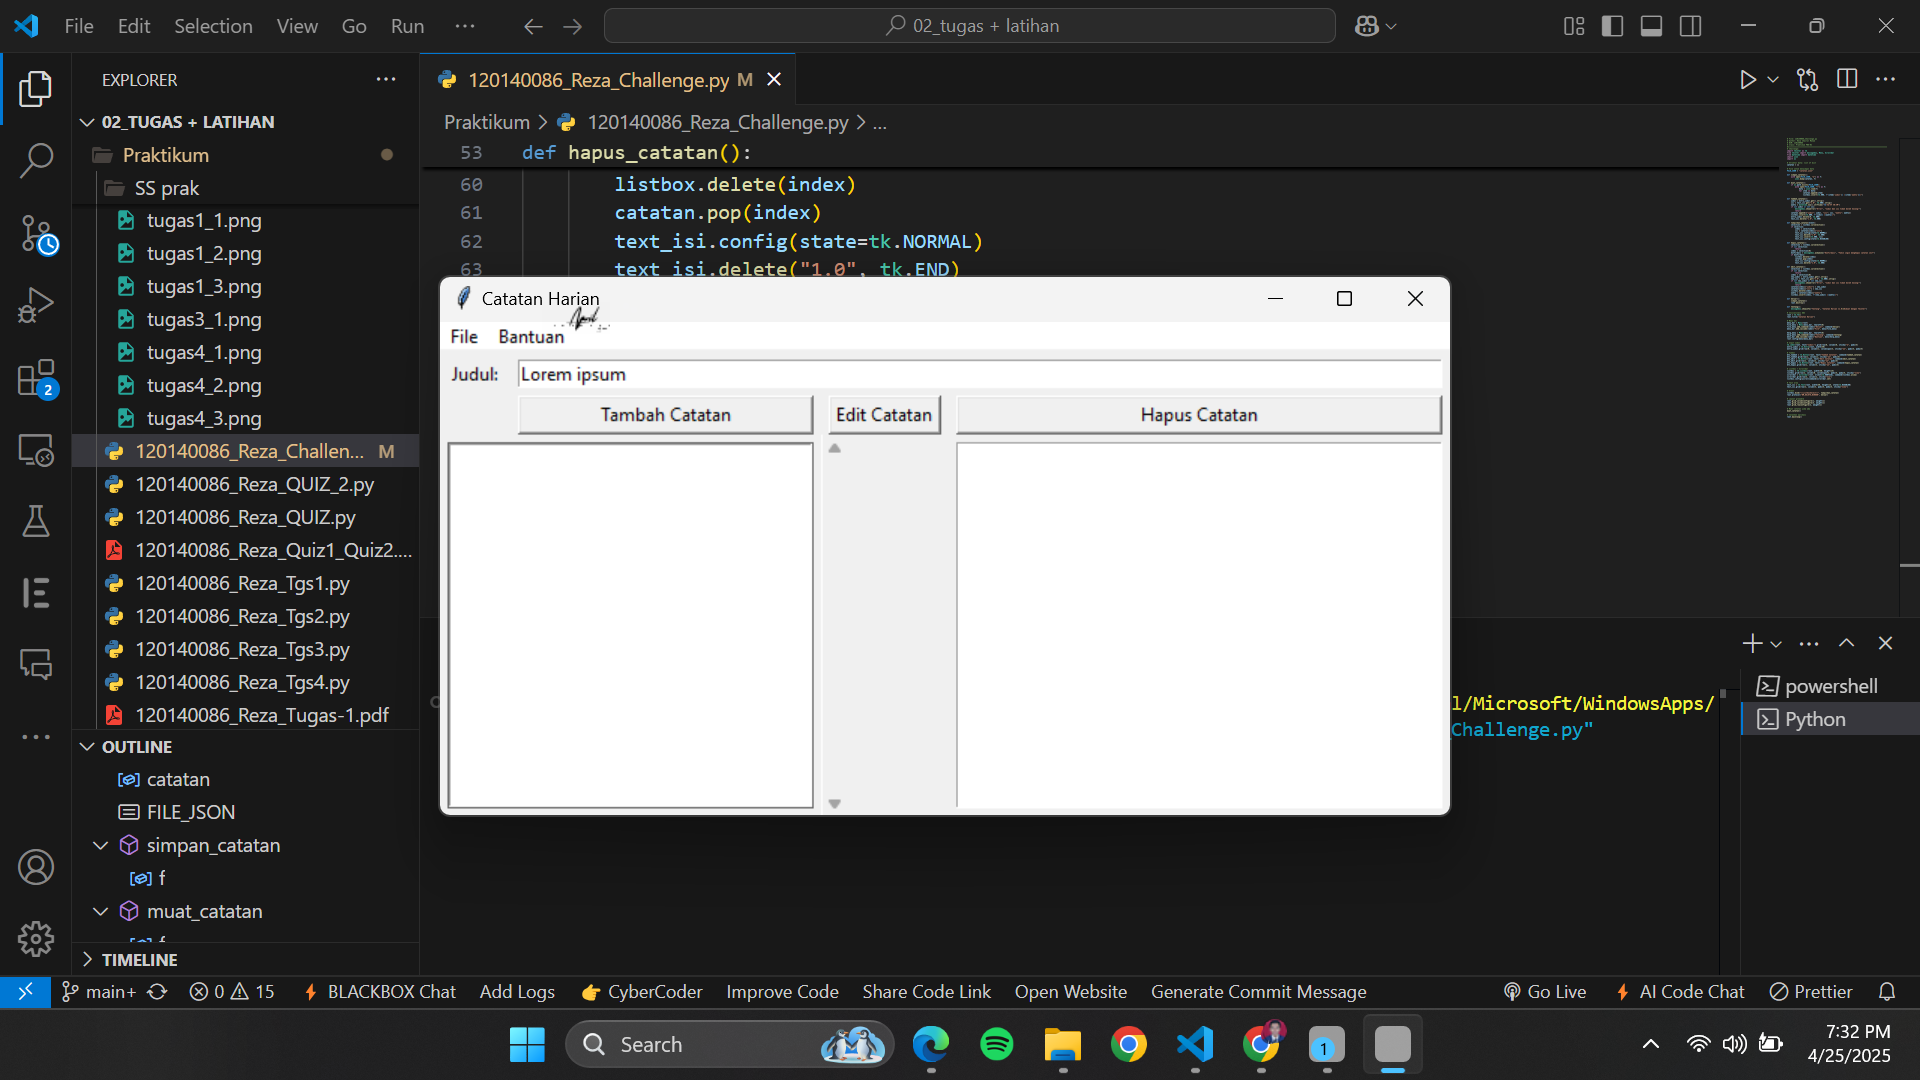 File Edit Selection View Go Run ··· 02_tugas + latihan
EXPLORER ···
02_TUGAS + LATIHAN
Praktikum
SS prak
tugas1_1.png
tugas1_2.png
tugas1_3.png
tugas3_1.png
tugas4_1.png
tugas4_2.png
tugas4_3.png
120140086_Reza_Challen... M
120140086_Reza_QUIZ_2.py
120140086_Reza_QUIZ.py
120140086_Reza_Quiz1_Quiz2....
120140086_Reza_Tgs1.py
120140086_Reza_Tgs2.py
120140086_Reza_Tgs3.py
120140086_Reza_Tgs4.py
120140086_Reza_Tugas-1.pdf
OUTLINE
catatan
FILE_JSON
simpan_catatan
f
muat_catatan
f
TIMELINE
120140086_Reza_Challenge.py M
Praktikum > 120140086_Reza_Challenge.py > ...
53 def hapus_catatan():
60 listbox.delete(index)
61 catatan.pop(index)
62 text_isi.config(state=tk.NORMAL)
63 text_isi.delete("1.0", tk.END)
Catatan Harian
File Bantuan
Judul: Lorem ipsum
Tambah Catatan Edit Catatan Hapus Catatan
l/Microsoft/WindowsApps/
Challenge.py"
powershell
Python
2
main+ 0 15 BLACKBOX Chat Add Logs CyberCoder Improve Code Share Code Link Open Website Generate Commit Message Go Live AI Code Chat Prettier
Search
1
7:32 PM
4/25/2025